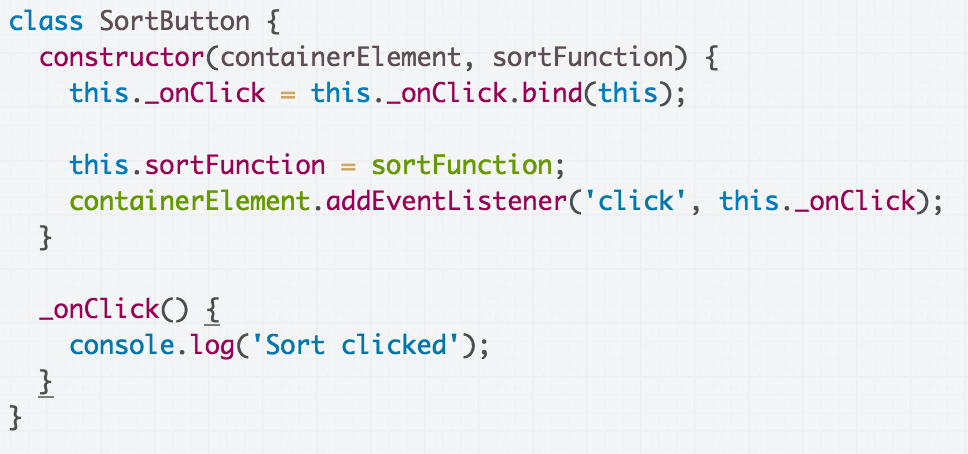 class SortButton {
  constructor(containerElement, sortFunction) {
    this._onClick = this._onClick.bind(this);

    this.sortFunction = sortFunction;
    containerElement.addEventListener('click', this._onClick);
  }

  _onClick() {
    console.log('Sort clicked');
  }
}